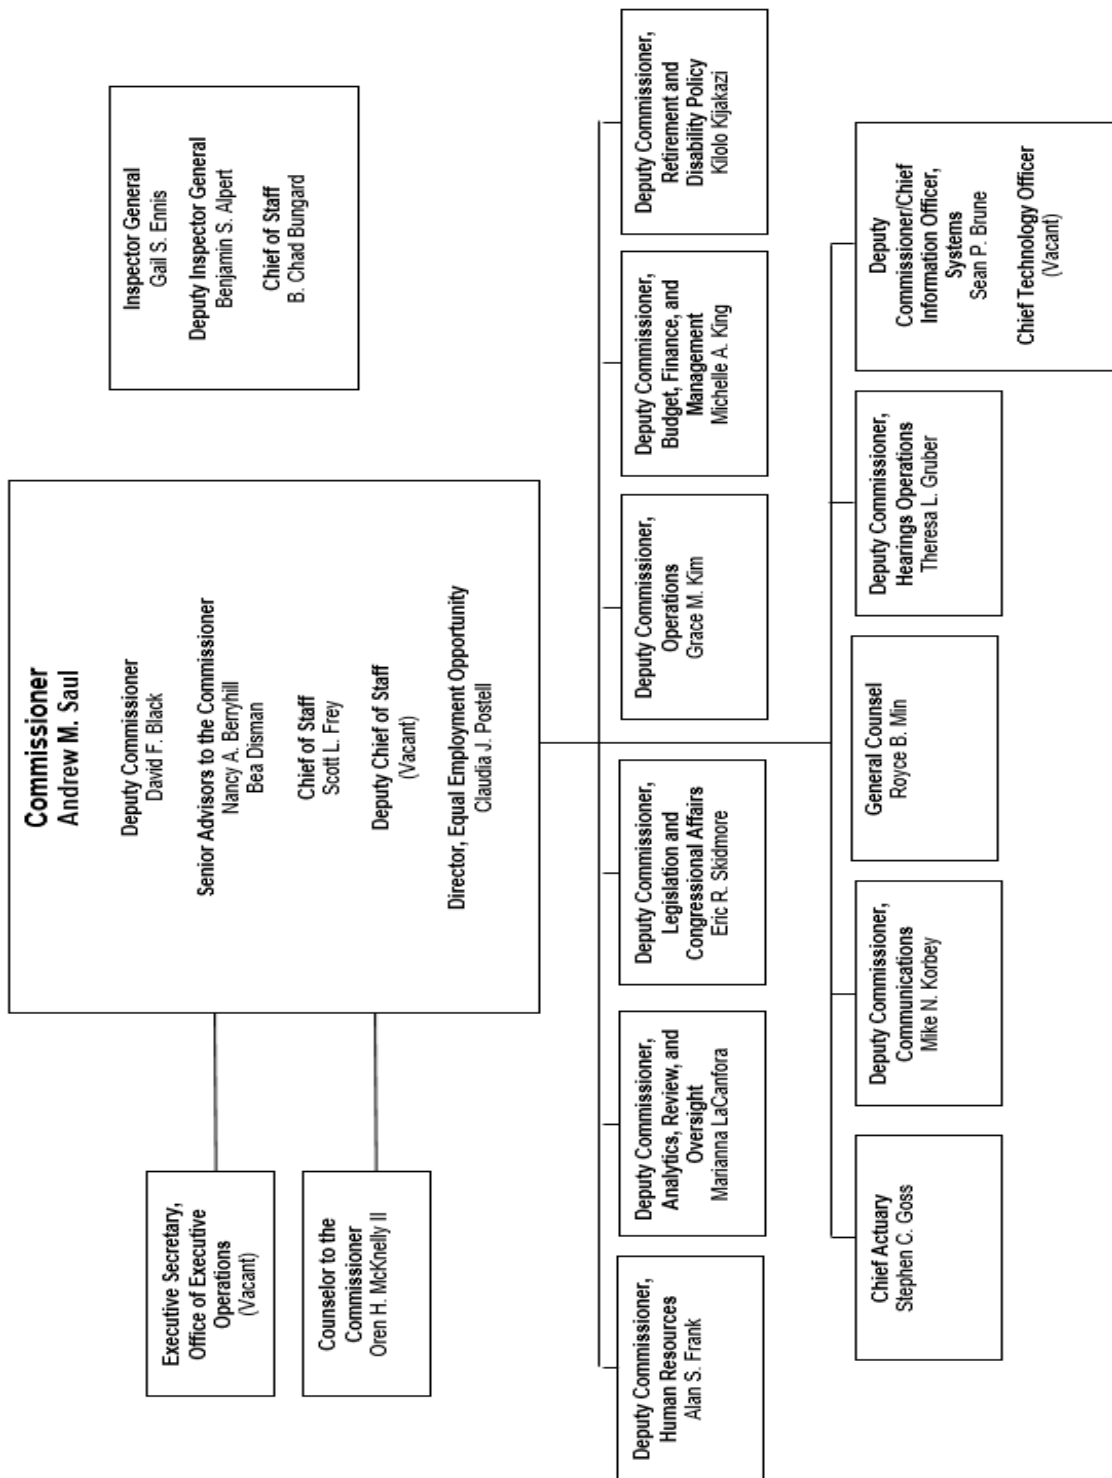 Commissioner
Andrew M. Saul
Deputy Commissioner
David F. Black
Senior Advisors to the Commissioner
Nancy A. Berryhill
Bea Disman
Chief of Staff
Scott L. Frey
Deputy Chief of Staff
(Vacant)
Director, Equal Employment Opportunity
Claudia J. Postell
Inspector General
Gail S. Ennis
Deputy Inspector General
Benjamin S. Alpert
Chief of Staff
B. Chad Bungard
Executive Secretary,
Office of Executive
Operations
(Vacant)
Counselor to the
Commissioner
Oren H. McKnelly II
Deputy Commissioner,
Human Resources
Alan S. Frank
Deputy Commissioner,
Analytics, Review, and
Oversight
Marianna LaCanfora
Deputy Commissioner,
Legislation and
Congressional Affairs
Eric R. Skidmore
Deputy Commissioner,
Operations
Grace M. Kim
Deputy Commissioner,
Budget, Finance, and
Management
Michelle A. King
Deputy Commissioner,
Retirement and
Disability Policy
Kilolo Kijakazi
Chief Actuary
Stephen C. Goss
Deputy Commissioner,
Communications
Mike N. Korbey
General Counsel
Royce B. Min
Deputy Commissioner,
Hearings Operations
Theresa L. Gruber
Deputy
Commissioner/Chief
Information Officer,
Systems
Sean P. Brune
Chief Technology Officer
(Vacant)